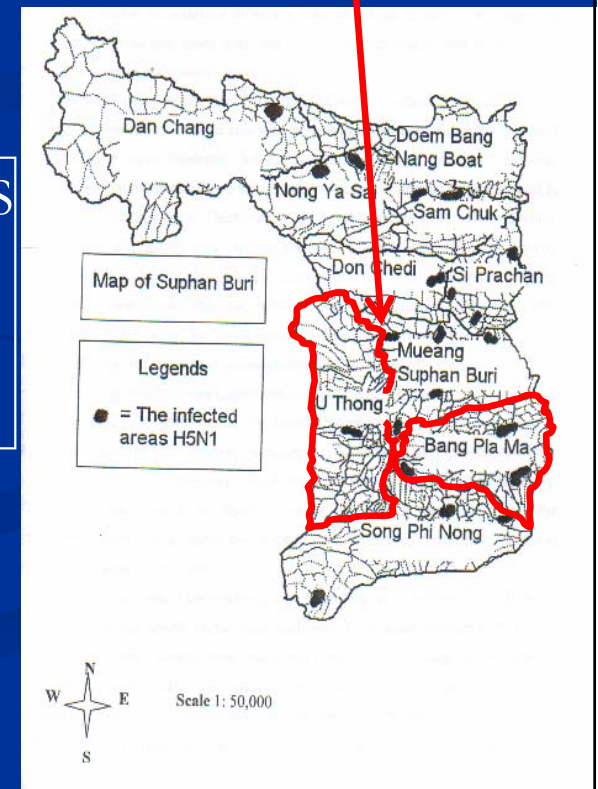 S
Dan Chang
Doem Bang
Nang Boat
Nong Ya Sai
Sam Chuk
Don Chedi
Si Prachan
Map of Suphan Buri
Mueang
Suphan Buri
Legends
= The infected
areas H5N1
U Thong
Bang Pla Ma
Song Phi Nong
N
W
E
S
Scale 1: 50,000